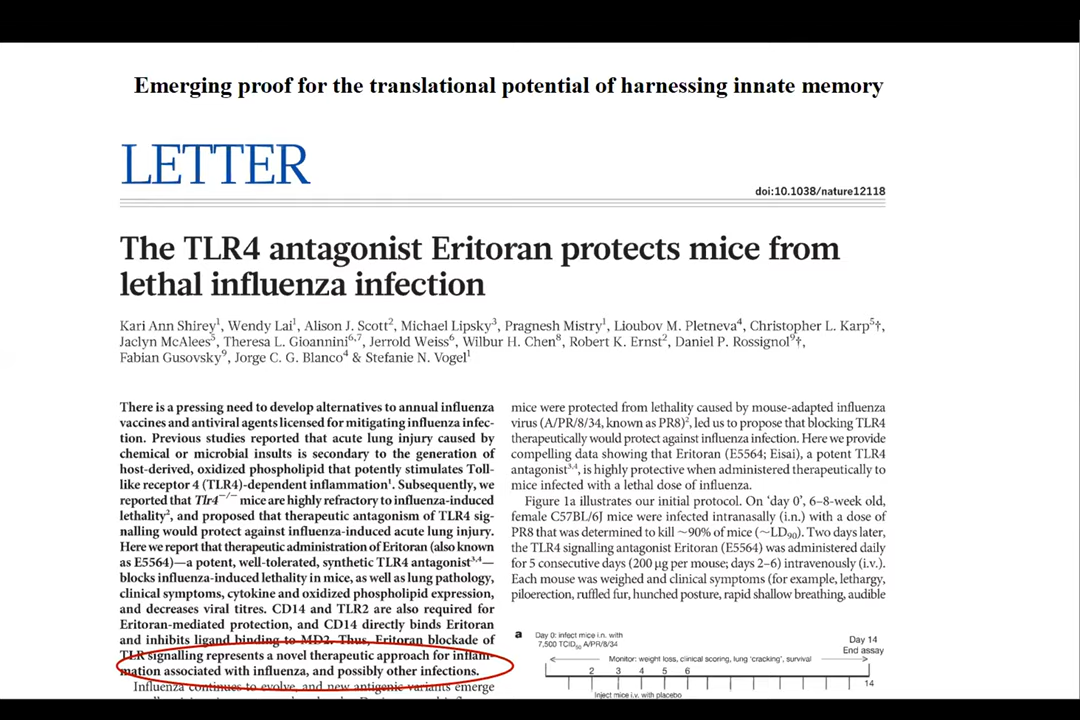 Emerging proof for the translational potential of harnessing innate memory
LETTER
doi:10.1038/nature12118
The TLR4 antagonist Eritoran protects mice from
lethal influenza infection
Kari Ann Shirey1, Wendy Lai1, Alison J. Scott2, Michael Lipsky3, Pragnesh Mistry1, Lioubov M. Pletneva4, Christopher L. Karp5†,
Jaclyn McAlees5, Theresa L. Gioannini6,7, Jerrold Weiss6, Wilbur H. Chen8, Robert K. Ernst2, Daniel P. Rossignol9†,
Fabian Gusovsky9, Jorge C. G. Blanco4 & Stefanie N. Vogel1
There is a pressing need to develop alternatives to annual influenza
vaccines and antiviral agents licensed for mitigating influenza infec-
tion. Previous studies reported that acute lung injury caused by
chemical or microbial insults is secondary to the generation of
host-derived, oxidized phospholipid that potently stimulates Toll-
like receptor 4 (TLR4)-dependent inflammation1. Subsequently, we
reported that Tlr4−/− mice are highly refractory to influenza-induced
lethality2, and proposed that therapeutic antagonism of TLR4 sig-
nalling would protect against influenza-induced acute lung injury.
Here we report that therapeutic administration of Eritoran (also known
as E5564)—a potent, well-tolerated, synthetic TLR4 antagonist3,4—
blocks influenza-induced lethality in mice, as well as lung pathology,
clinical symptoms, cytokine and oxidized phospholipid expression,
and decreases viral titres. CD14 and TLR2 are also required for
Eritoran-mediated protection, and CD14 directly binds Eritoran
and inhibits ligand binding to MD2. Thus, Eritoran blockade of
TLR signalling represents a novel therapeutic approach for inflam-
mation associated with influenza, and possibly other infections.
Influenza continues to evolve, and new antigenic variants emerge
mice were protected from lethality caused by mouse-adapted influenza
virus (A/PR/8/34, known as PR8)2, led us to propose that blocking TLR4
therapeutically would protect against influenza infection. Here we provide
compelling data showing that Eritoran (E5564; Eisai), a potent TLR4
antagonist3,4, is highly protective when administered therapeutically to
mice infected with a lethal dose of influenza.
Figure 1a illustrates our initial protocol. On ‘day 0’, 6–8-week old,
female C57BL/6J mice were infected intranasally (i.n.) with a dose of
PR8 that was determined to kill ~90% of mice (~LD90). Two days later,
the TLR4 signalling antagonist Eritoran (E5564) was administered daily
for 5 consecutive days (200 μg per mouse; days 2–6) intravenously (i.v.).
Each mouse was weighed and clinical symptoms (for example, lethargy,
piloerection, ruffled fur, hunched posture, rapid shallow breathing, audible
a Day 0: infect mice i.n. with
7,500 TCID50 A/PR/8/34
Day 14
End assay
Monitor: weight loss, clinical scoring, lung ‘cracking’, survival
2 3 4 5 6
14
Inject mice i.v. with placebo